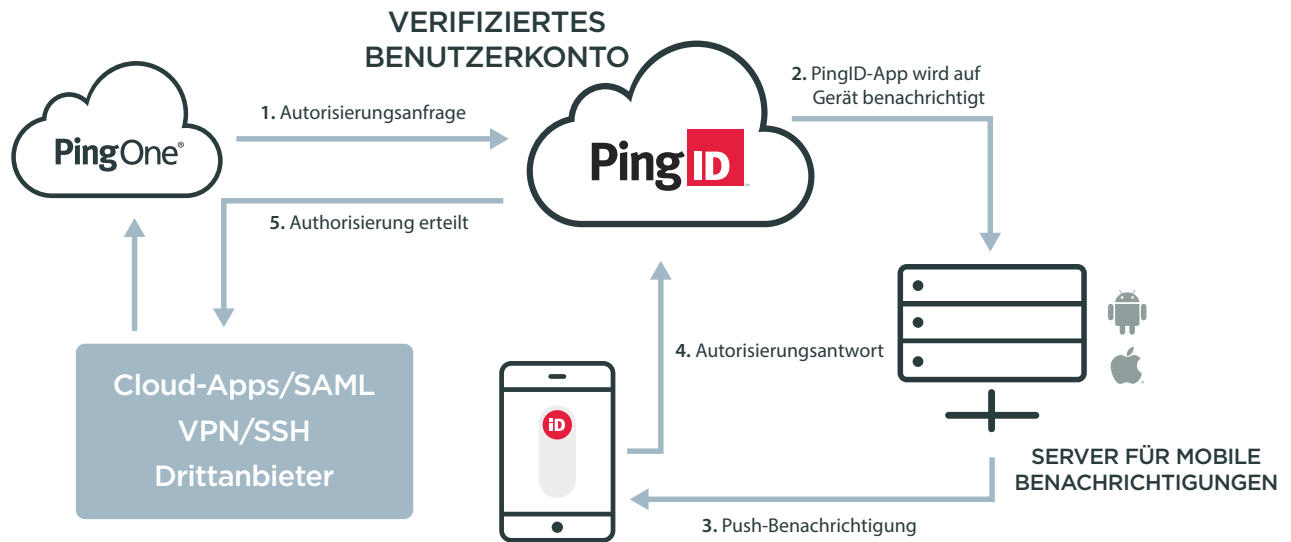 VERIFIZIERTES
BENUTZERKONTO
PingOne®
1. Autorisierungsanfrage
PingID™
2. PingID-App wird auf
Gerät benachrichtigt
5. Authorisierung erteilt
4. Autorisierungsantwort
Cloud-Apps/SAML
VPN/SSH
Drittanbieter
iD
SERVER FÜR MOBILE
BENACHRICHTIGUNGEN
3. Push-Benachrichtigung